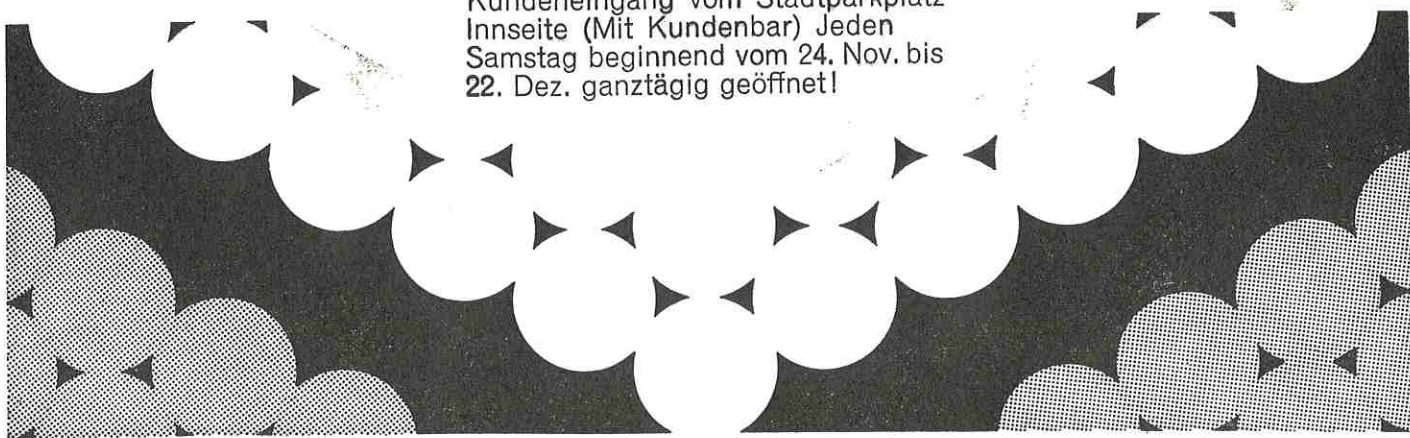 Kundeneingang vom Stadtparkplatz
Innseite (Mit Kundenbar) Jeden
Samstag beginnend vom 24. Nov. bis
22. Dez. ganztägig geöffnet!